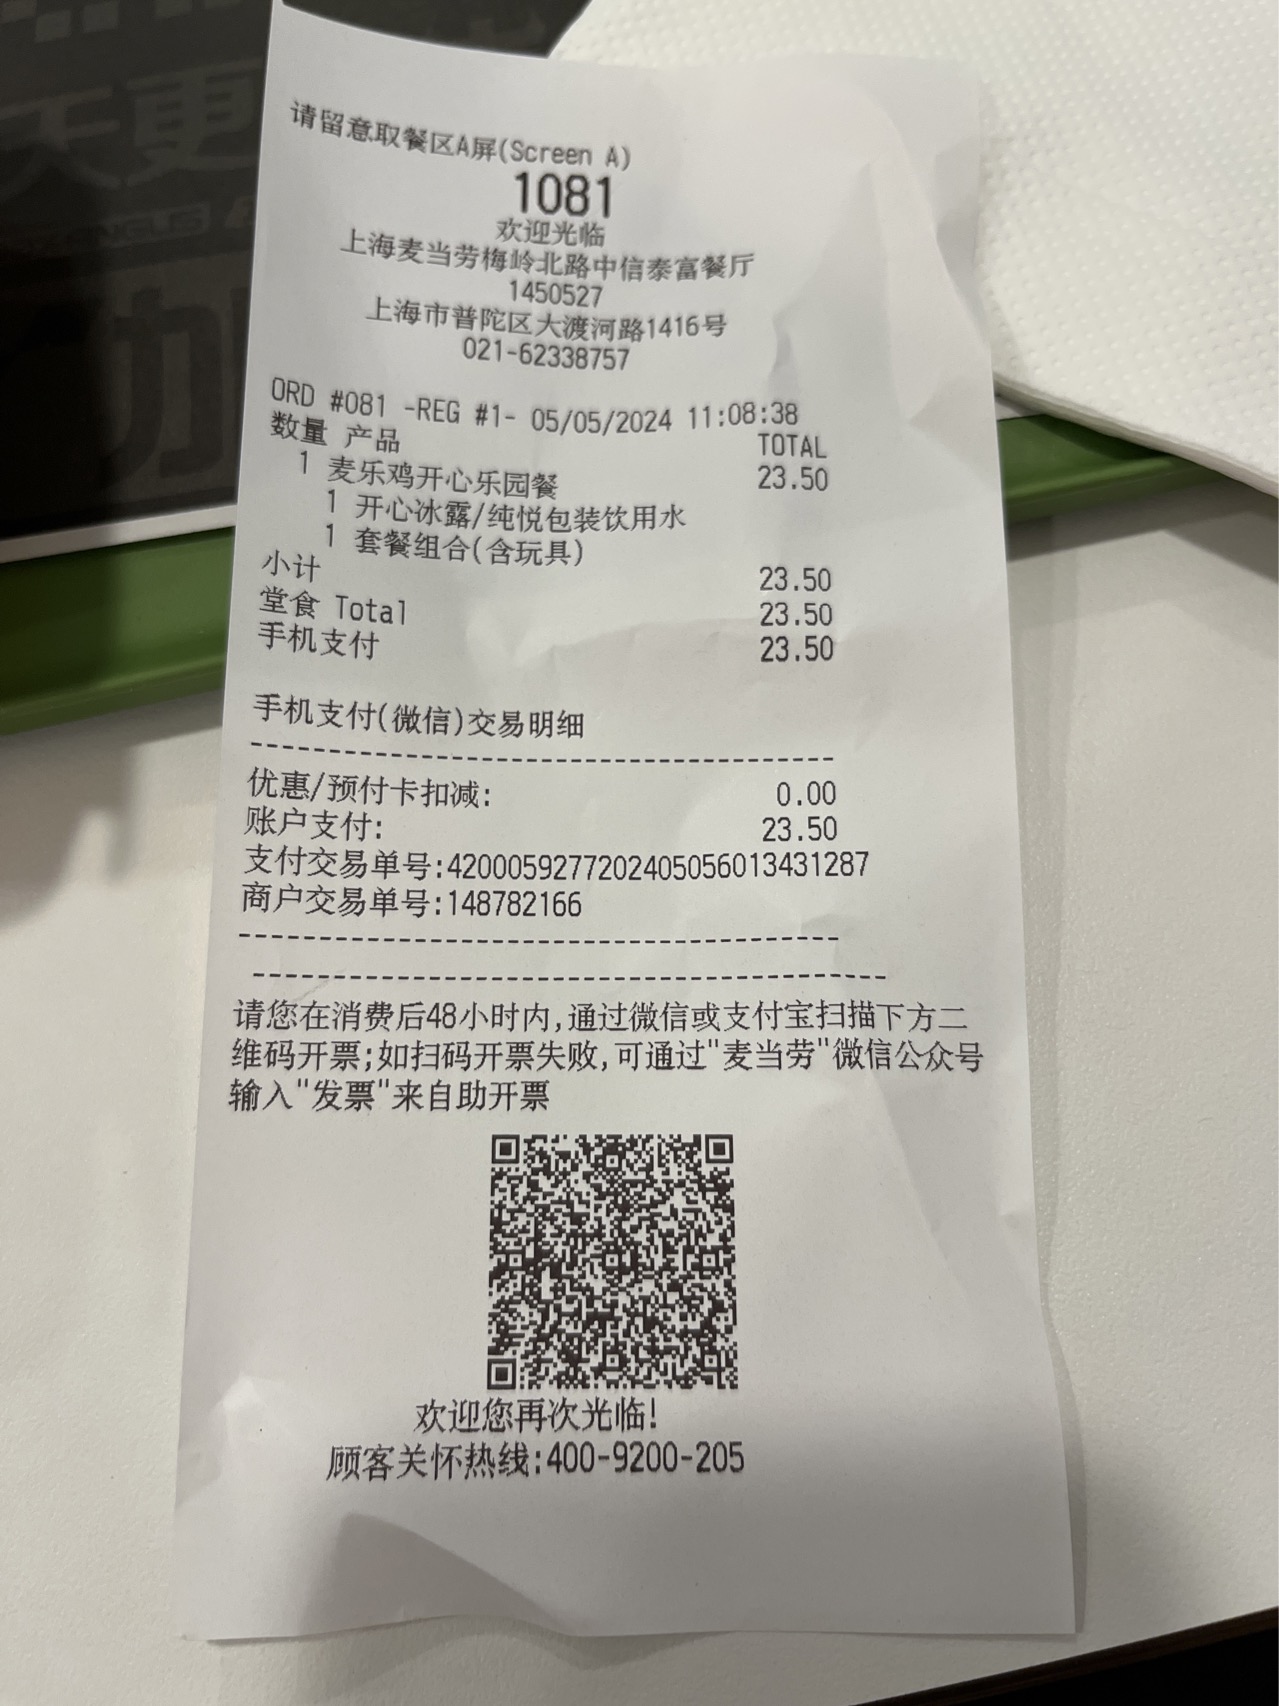 请留意取餐区A屏(Screen A)
1081
欢迎光临
上海麦当劳梅岭北路中信泰富餐厅
1450527
上海市普陀区大渡河路1416号
021-62338757
ORD #081 -REG #1- 05/05/2024 11:08:38
数量 产品 TOTAL
1 麦乐鸡开心乐园餐 23.50
1 开心冰露/纯悦包装饮用水
1 套餐组合(含玩具)
小计 23.50
堂食 Total 23.50
手机支付 23.50
手机支付(微信)交易明细
------------------------------------
优惠/预付卡扣减: 0.00
账户支付: 23.50
支付交易单号:4200059277202405056013431287
商户交易单号:148782166
------------------------------------
------------------------------------
请您在消费后48小时内,通过微信或支付宝扫描下方二
维码开票;如扫码开票失败,可通过"麦当劳"微信公众号
输入"发票"来自助开票
欢迎您再次光临!
顾客关怀热线:400-9200-205
天更
加